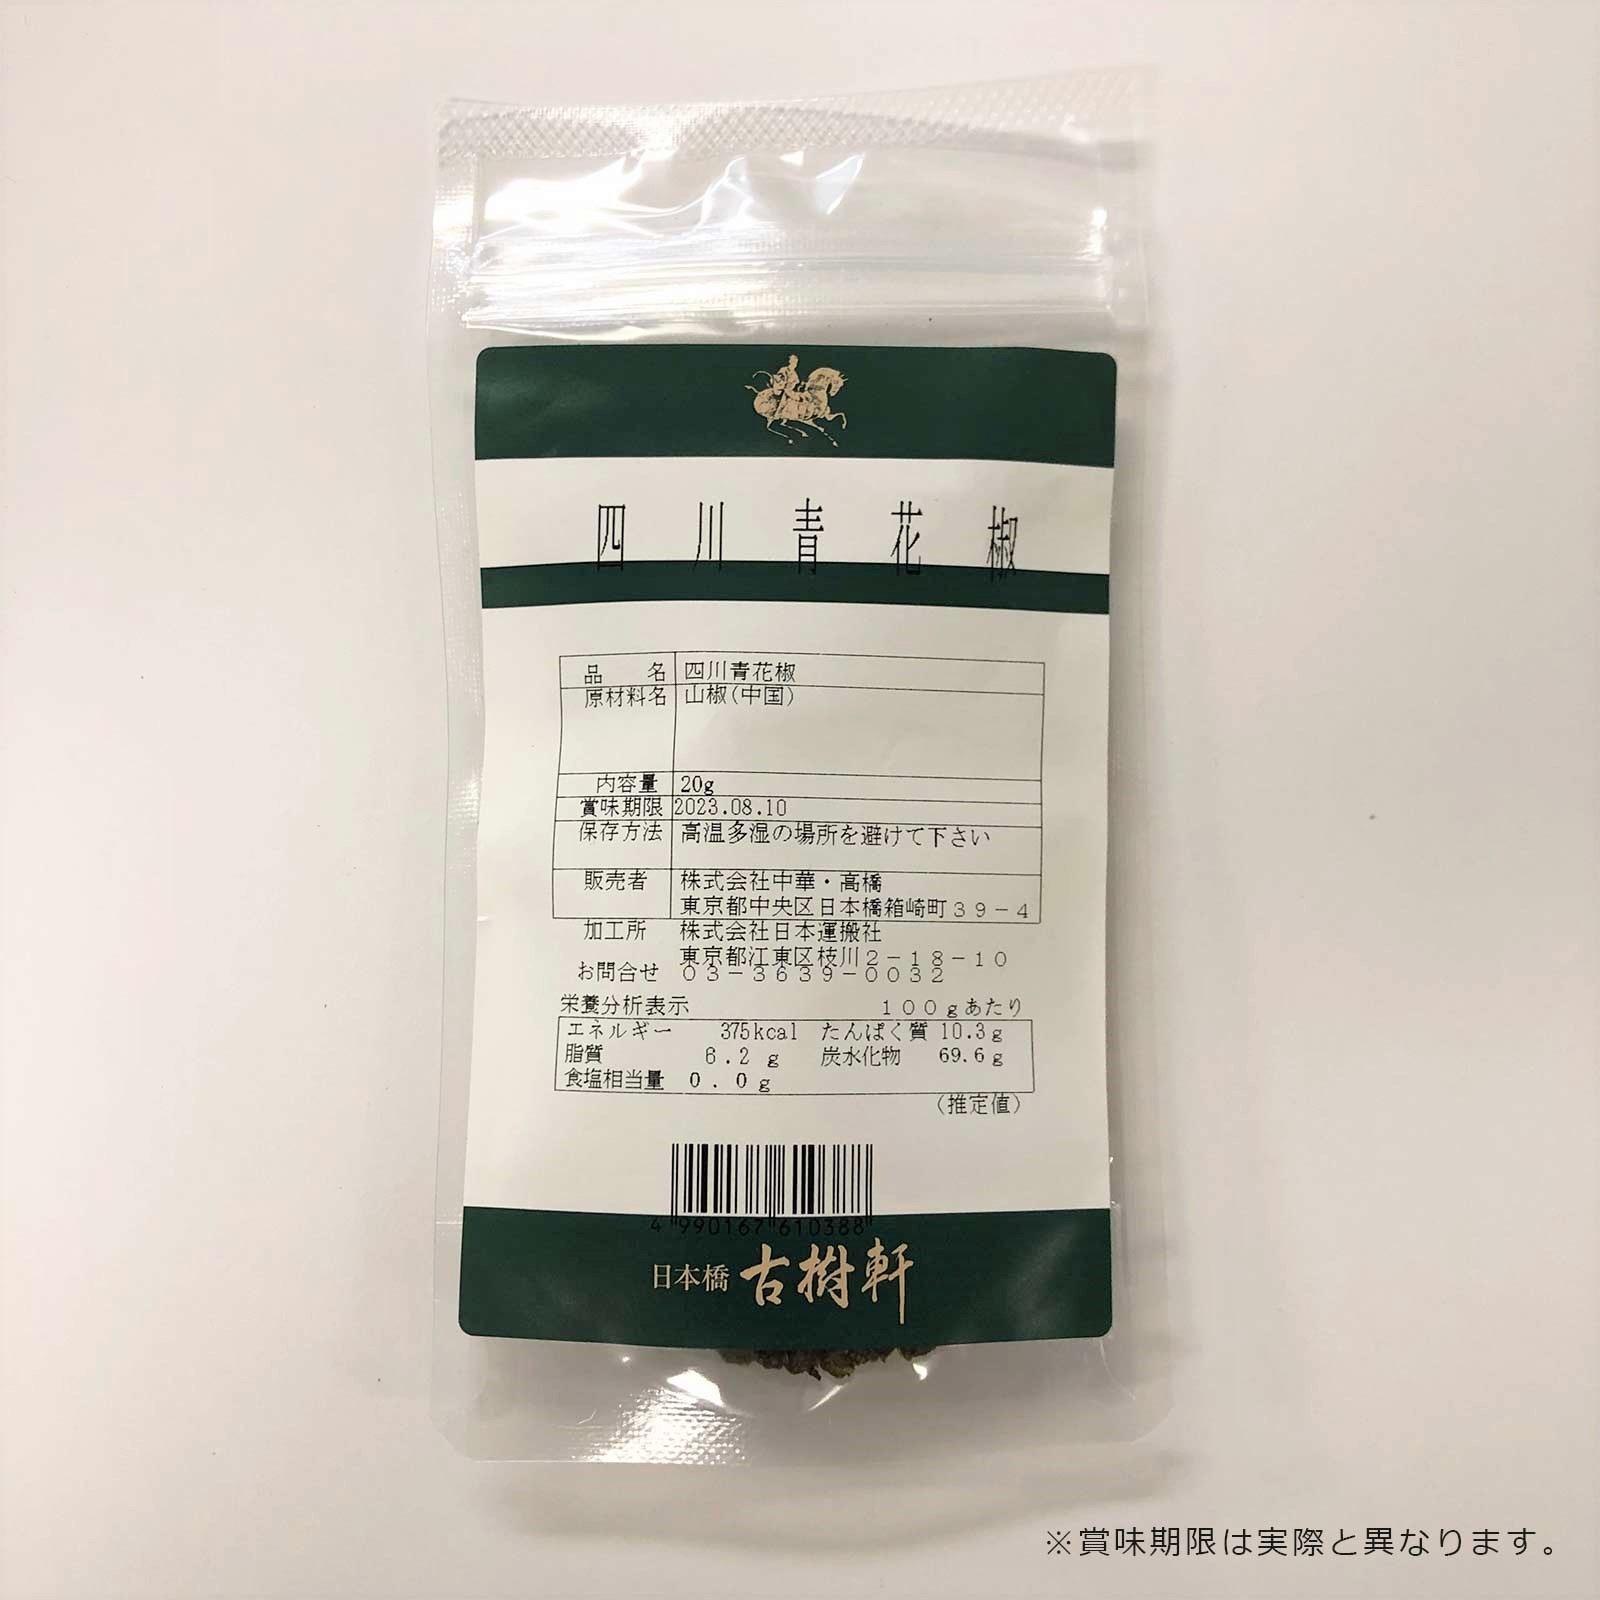 四川青花椒
品 名 四川青花椒
原材料名 山椒(中国)
内容量 20g
賞味期限 2023.08.10
保存方法 高温多湿の場所を避けて下さい
販売者 株式会社中華・高橋
東京都中央区日本橋箱崎町39-4
加工所 株式会社日本運搬社
東京都江東区枝川2-18-10
お問合せ 03-3639-0032
栄養分析表示 100gあたり
エネルギー 375kcal たんぱく質 10.3g
脂質 6.2g 炭水化物 69.6g
食塩相当量 0.0g
(推定値)
4 990167 610388
日本橋 古樹軒
※賞味期限は実際と異なります。